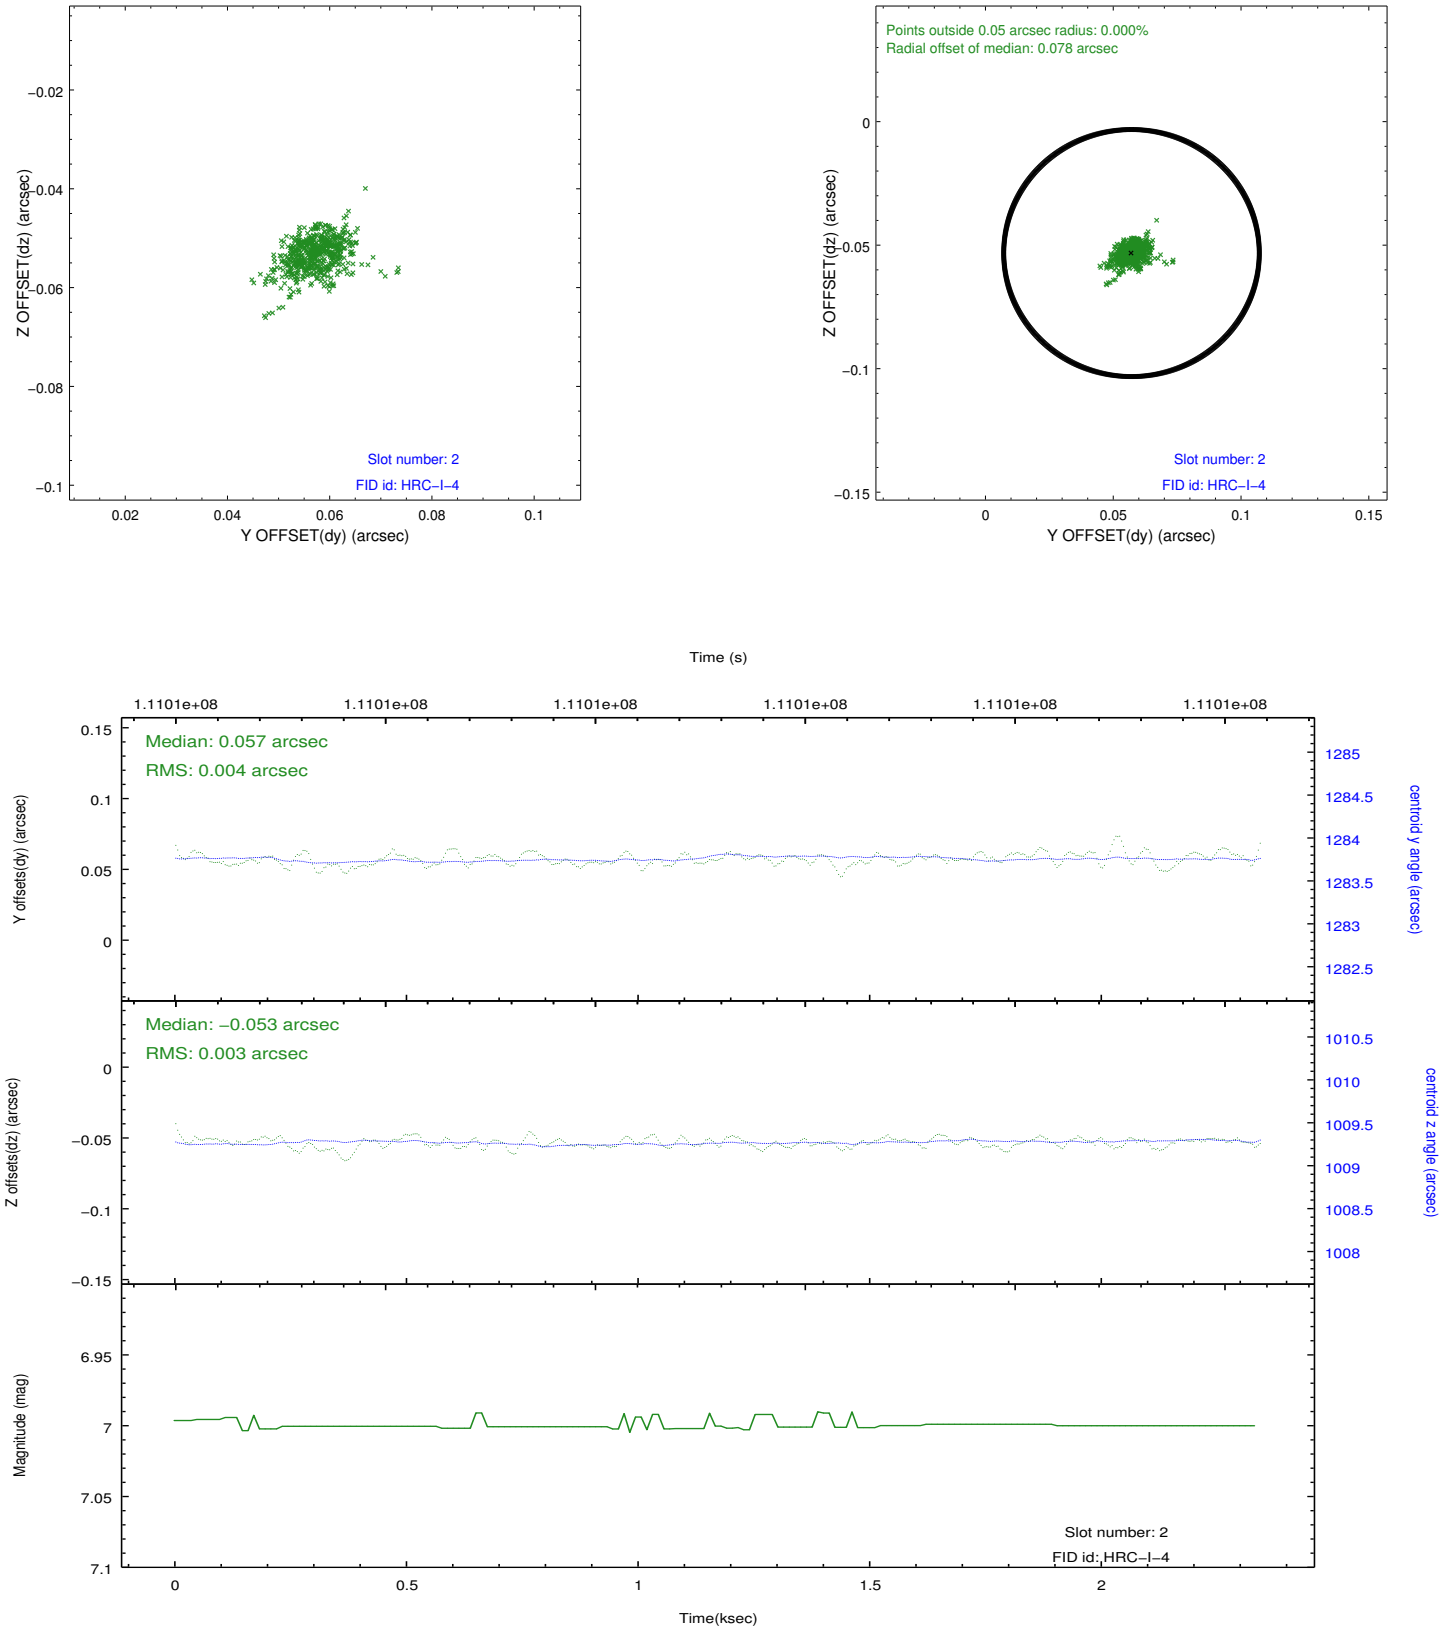 −0.02
−0.04
−0.06
−0.08
−0.1
Z OFFSET(dz) (arcsec)
Slot number: 2
FID id: HRC−I−4
0.02 0.04 0.06 0.08 0.1
Y OFFSET(dy) (arcsec)
Points outside 0.05 arcsec radius: 0.000%
Radial offset of median: 0.078 arcsec
0
−0.05
−0.1
−0.15
Z OFFSET(dz) (arcsec)
Slot number: 2
FID id: HRC−I−4
0 0.05 0.1 0.15
Y OFFSET(dy) (arcsec)
Time (s)
1.1101e+08 1.1101e+08 1.1101e+08 1.1101e+08 1.1101e+08 1.1101e+08
Median: 0.057 arcsec
RMS: 0.004 arcsec
0.15
0.1
0.05
0
Y offsets(dy) (arcsec)
1285
1284.5
1284
1283.5
1283
1282.5
centroid y angle (arcsec)
Median: −0.053 arcsec
RMS: 0.003 arcsec
0
−0.05
−0.1
−0.15
Z offsets(dz) (arcsec)
1010.5
1010
1009.5
1009
1008.5
1008
centroid z angle (arcsec)
6.95
7
7.05
7.1
Magnitude (mag)
Slot number: 2
FID id: HRC−I−4
0 0.5 1 1.5 2
Time(ksec)